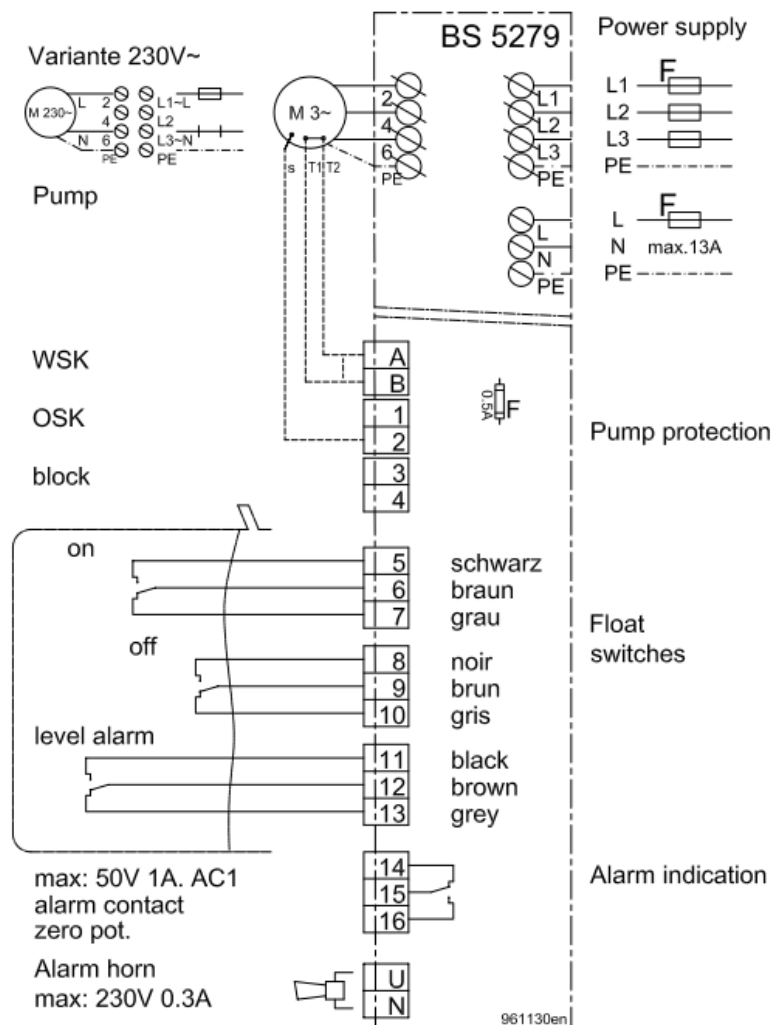 BS 5279
Power supply
Variante 230V~
M 230~
L 2 L1~L
4 L2
N 6 L3~N
PE PE
Pump
M 3~
s T1 T2
2
4
6
PE
L1
L2
L3
PE
L1 F
L2
L3
PE
L
N
PE
L F
N max.13A
PE
WSK
A
B
0.5A F
OSK
1
2
Pump protection
block
3
4
on
5 schwarz
6 braun
7 grau
Float
switches
off
8 noir
9 brun
10 gris
level alarm
11 black
12 brown
13 grey
max: 50V 1A. AC1
alarm contact
zero pot.
14
15
16
Alarm indication
Alarm horn
max: 230V 0.3A
U
N
961130en